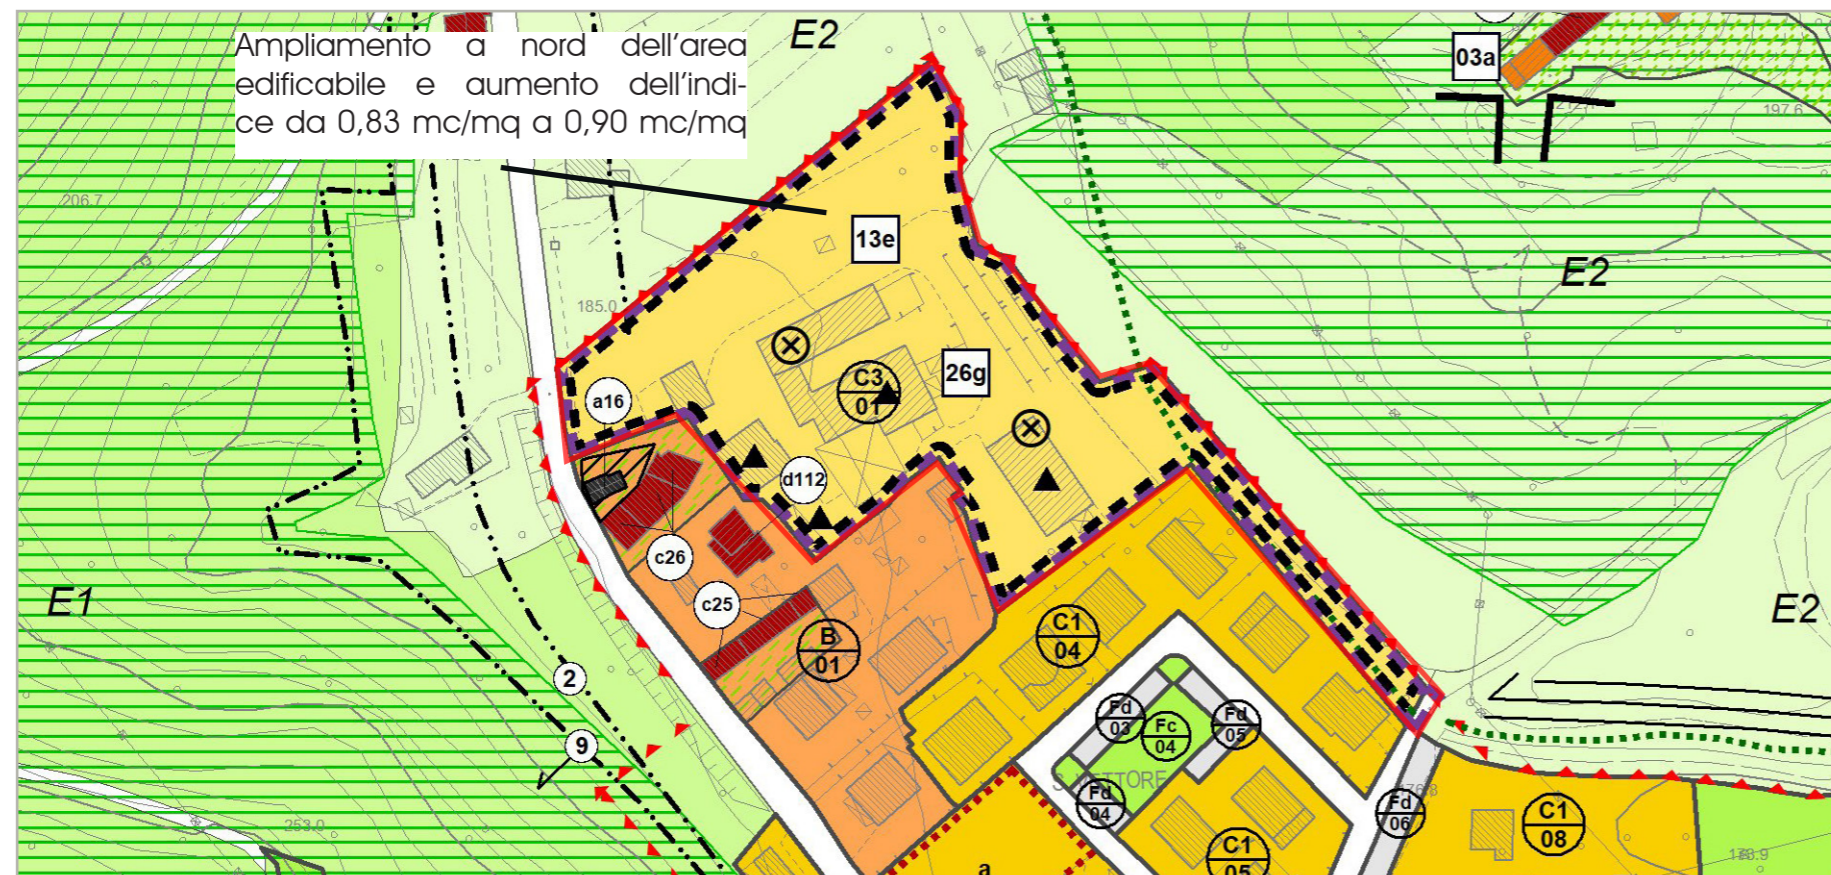 E2
Ampliamento a nord dell'area
edificabile e aumento dell'indi-
ce da 0,83 mc/mq a 0,90 mc/mq
03a
197.6
206.7
13e
E2
185.0
C3
01
26g
a16
d112
c26
c25
E1
E2
B
01
C1
04
2
9
Fd
03
Fc
04
Fd
05
Fd
04
Fd
06
253.0
C1
08
C1
05
a